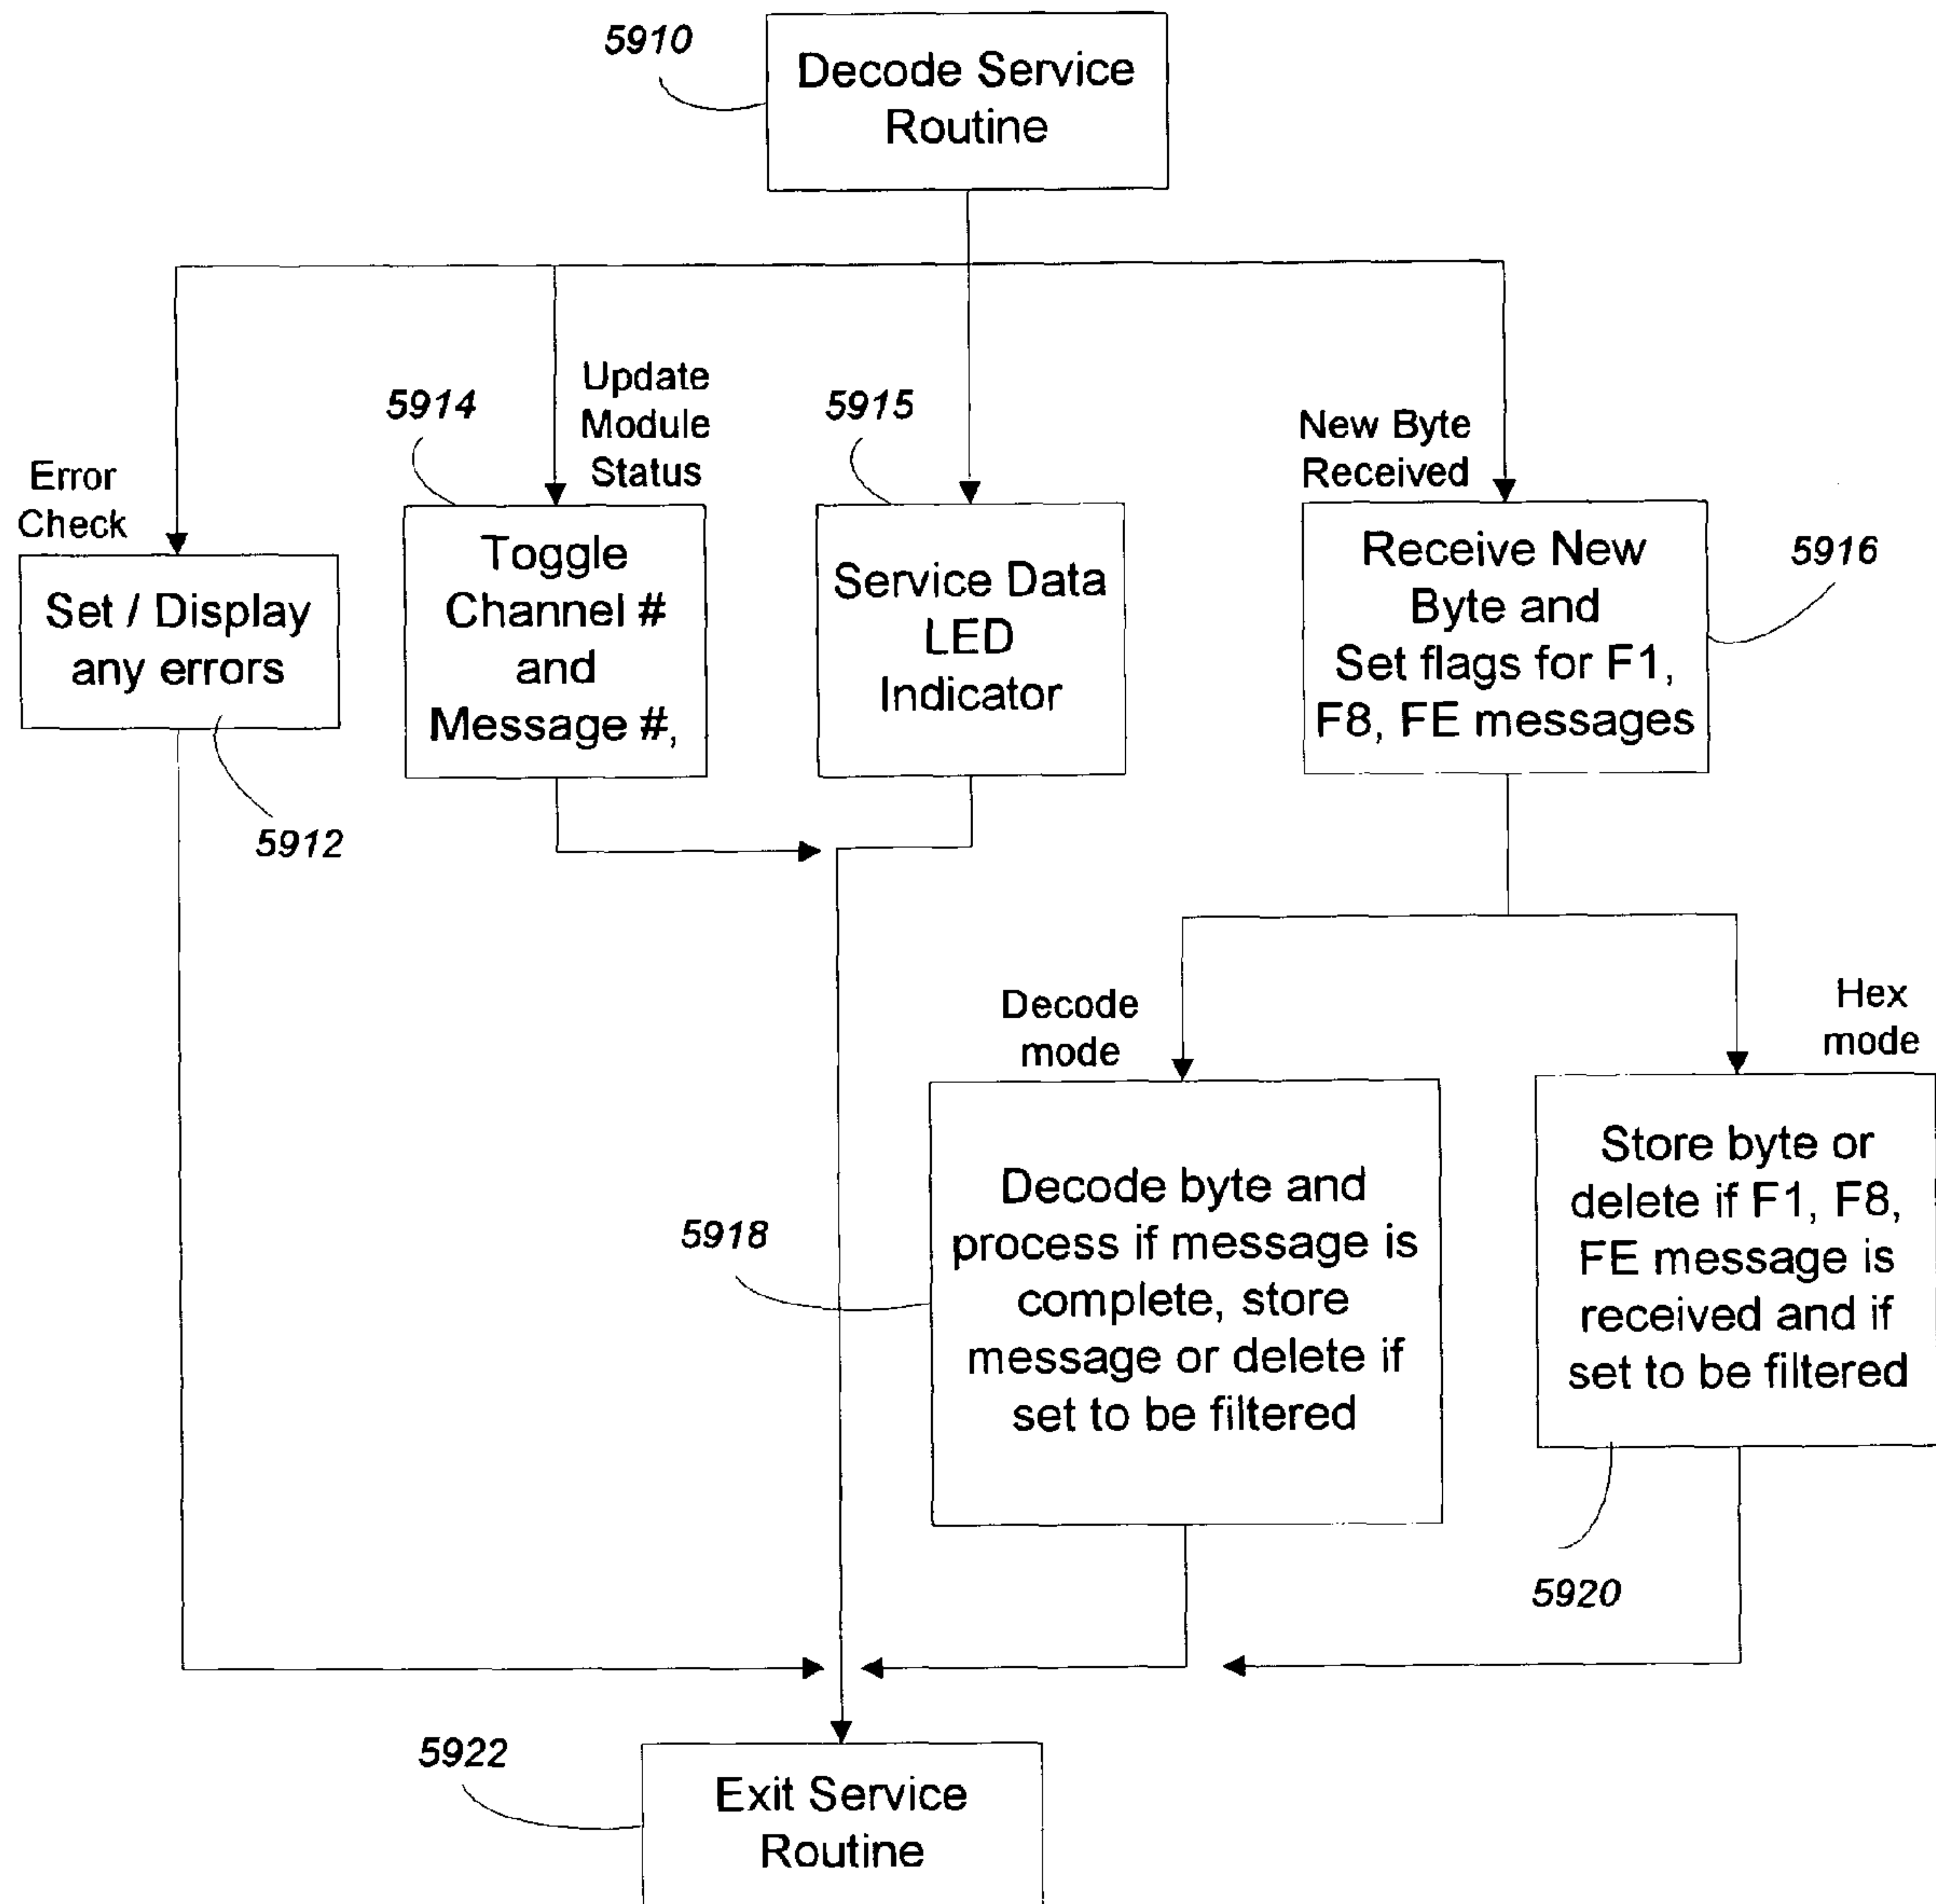 5910
Decode Service
Routine
Update
Module
Status
5914
5915
New Byte
Received
Error
Check
Set / Display
any errors
5912
Toggle
Channel #
and
Message #,
Service Data
LED
Indicator
Receive New
Byte and
Set flags for F1,
F8, FE messages
5916
Decode
mode
Hex
mode
5918
Decode byte and
process if message is
complete, store
message or delete if
set to be filtered
Store byte or
delete if F1, F8,
FE message is
received and if
set to be filtered
5920
5922
Exit Service
Routine